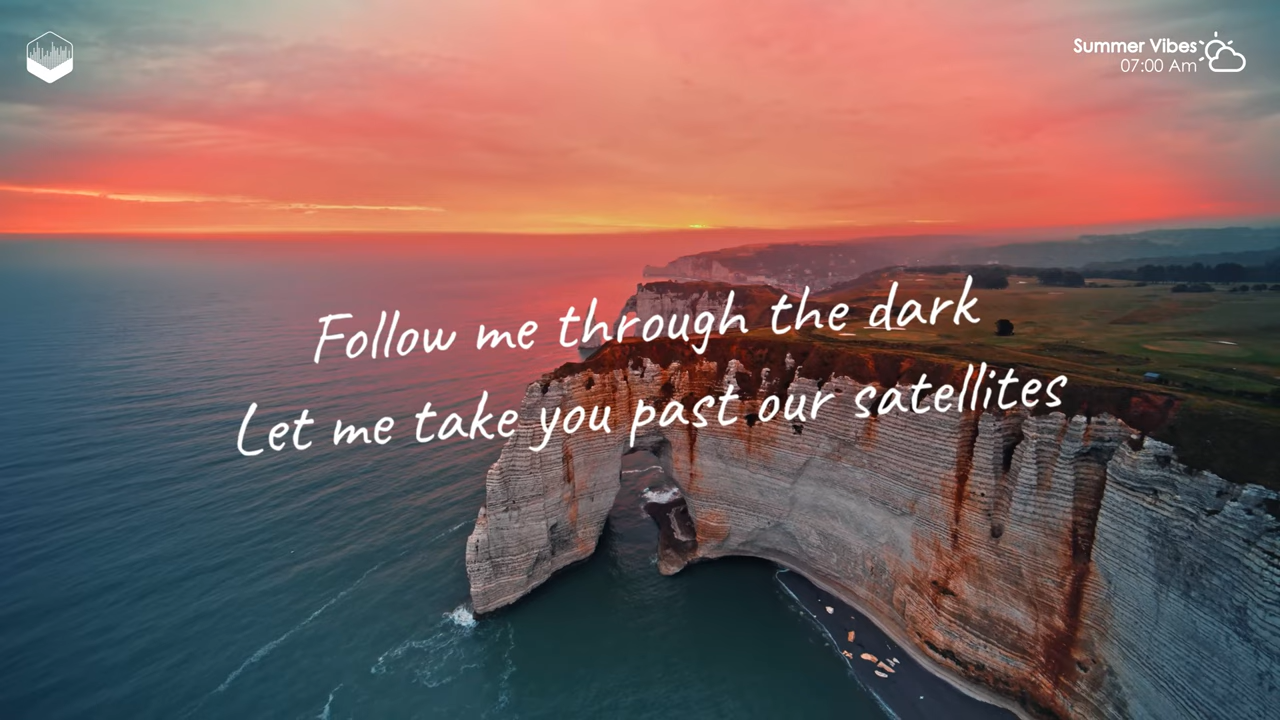 Summer Vibes
07:00 Am
Follow me through the dark
Let me take you past our satellites